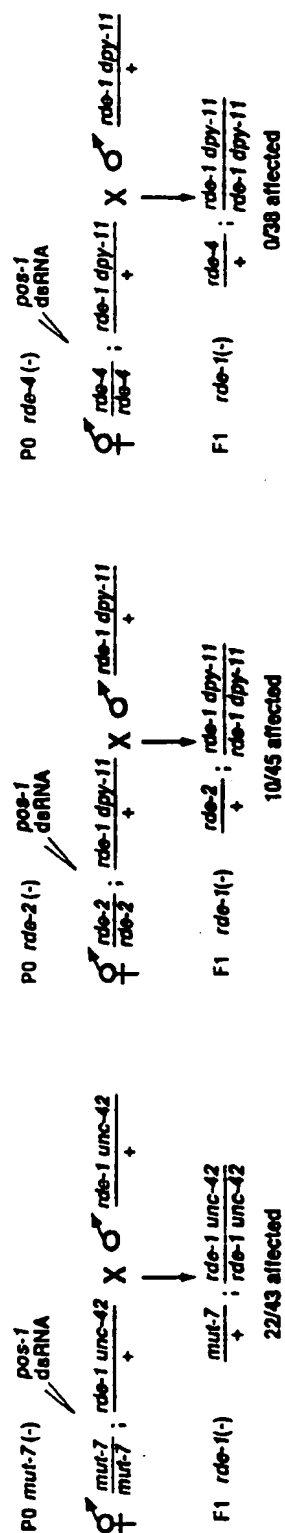 P0 mut-7 (-)
pos-1
dsRNA
mut-7
mut-7
;
rde-1 unc-42
+
X
rde-1 unc-42
+
F1 rde-1(-)
mut-7
+
;
rde-1 unc-42
rde-1 unc-42
22/43 affected
P0 rde-2 (-)
pos-1
dsRNA
rde-2
rde-2
;
rde-1 dpy-11
+
X
rde-1 dpy-11
+
F1 rde-1(-)
rde-2
+
;
rde-1 dpy-11
rde-1 dpy-11
10/45 affected
P0 rde-4 (-)
pos-1
dsRNA
rde-4
rde-4
;
rde-1 dpy-11
+
X
rde-1 dpy-11
+
F1 rde-1(-)
rde-4
+
;
rde-1 dpy-11
rde-1 dpy-11
0/38 affected